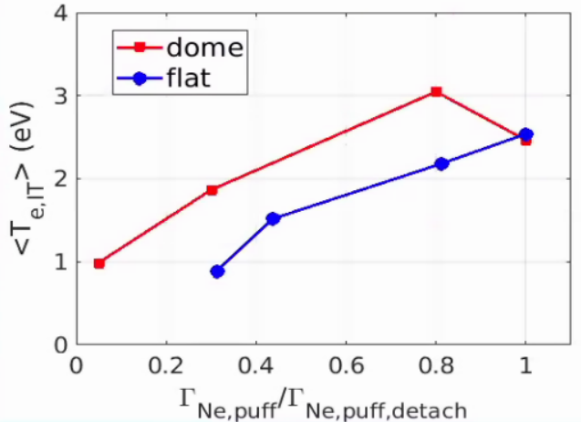 4
3
2
1
0
0
0.2
0.4
0.6
0.8
1
dome
flat
<T_e,IT> (eV)
Γ_Ne,puff/Γ_Ne,puff,detach